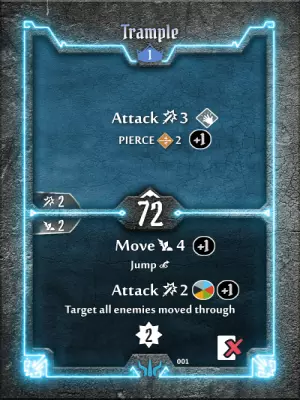 Trample
1
Attack 3
PIERCE 2 +1
2
72
2
Move 4 +1
Jump
Attack 2 +1
Target all enemies moved through
2
001